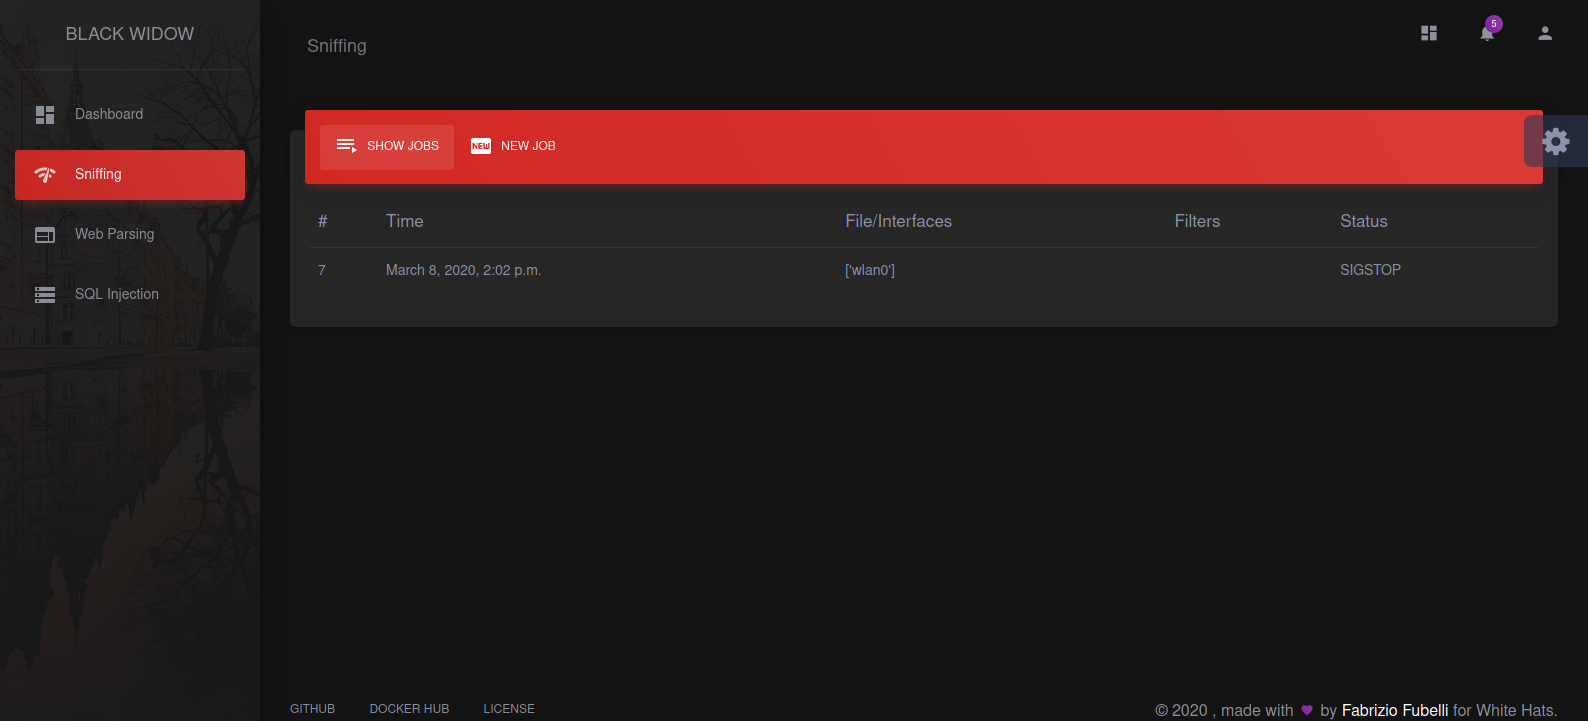 BLACK WIDOW
Dashboard
Sniffing
Web Parsing
SQL Injection
Sniffing
5
SHOW JOBS NEW NEW JOB
# Time File/Interfaces Filters Status
7 March 8, 2020, 2:02 p.m. ['wlan0'] SIGSTOP
GITHUB DOCKER HUB LICENSE
© 2020 , made with by Fabrizio Fubelli for White Hats.